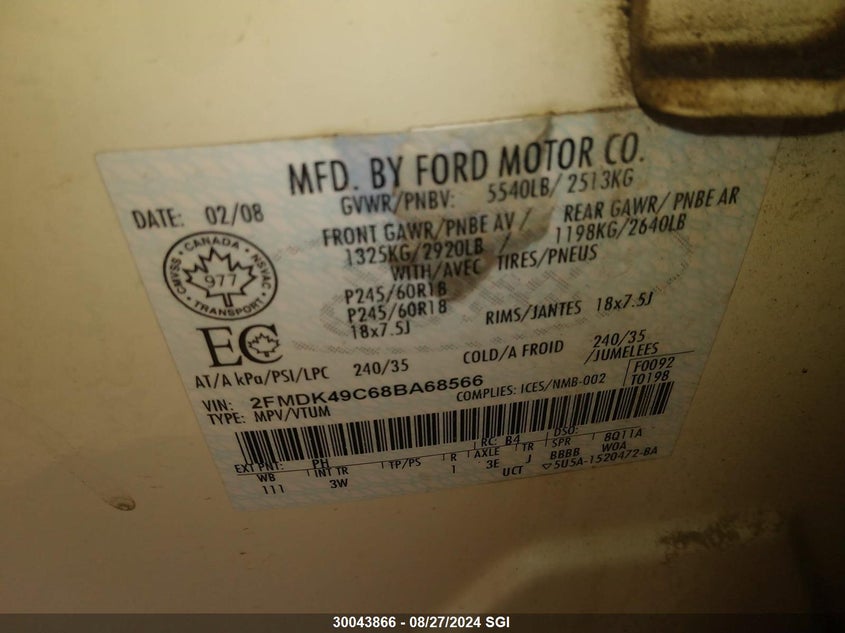 MFD. BY FORD MOTOR CO.
DATE: 02/08
GVWR/PNBV: 5540LB/ 2513KG
FRONT GAWR/PNBE AV/ REAR GAWR/ PNBE AR
1325KG/2920LB / 1198KG/2640LB
WITH/AVEC TIRES/PNEUS
CANADA
CMVSS 977 NSVAC
TRANSPORT
P245/60R18
P245/60R18
18x7.5J RIMS/JANTES 18x7.5J
EC
AT/A kPa/PSI/LPC 240/35 COLD/A FROID 240/35
/JUMELEES
VIN: 2FMDK49C68BA68566 F0092
TYPE: MPV/VTUM COMPLIES: ICES/NMB-002 T0198
RC: B4 DSO:
EXT PNT: PH 8Q11A
WB INT TR TP/PS R AXLE TR SPR WOA
111 3W 1 3E J BBBB
UCT ▽5U5A-1520472-BA
30043866 - 08/27/2024 SGI